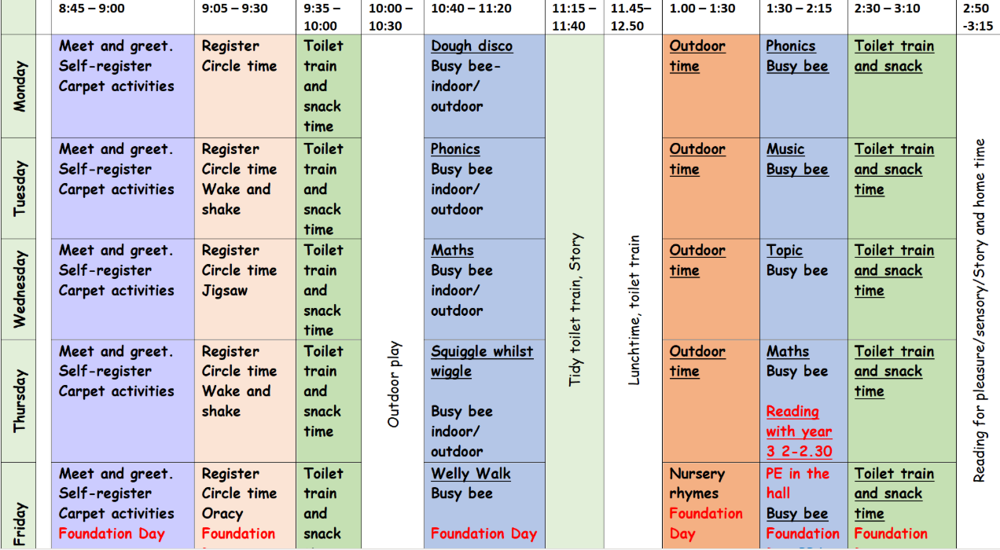 8:45 – 9:00
9:05 – 9:30
9:35 –
10:00
10:00 –
10:30
10:40 – 11:20
11:15 –
11:40
11.45–
12.50
1.00 – 1:30
1:30 – 2:15
2:30 – 3:10
2:50
-3:15
Monday
Meet and greet.
Self-register
Carpet activities
Register
Circle time
Toilet
train
and
snack
time
Dough disco
Busy bee-
indoor/
outdoor
Outdoor
time
Phonics
Busy bee
Toilet train
and snack
Tuesday
Meet and greet.
Self-register
Carpet activities
Register
Circle time
Wake and
shake
Toilet
train
and
snack
time
Phonics
Busy bee
indoor/
outdoor
Outdoor
time
Music
Busy bee
Toilet train
and snack
time
Wednesday
Meet and greet.
Self-register
Carpet activities
Register
Circle time
Jigsaw
Toilet
train
and
snack
time
Maths
Busy bee
indoor/
outdoor
Outdoor
time
Topic
Busy bee
Toilet train
and snack
time
Thursday
Meet and greet.
Self-register
Carpet activities
Register
Circle time
Wake and
shake
Toilet
train
and
snack
time
Squiggle whilst
wiggle
Busy bee
indoor/
outdoor
Outdoor
time
Maths
Busy bee
Reading
with year
3 2-2.30
Toilet train
and snack
time
Friday
Meet and greet.
Self-register
Carpet activities
Foundation Day
Register
Circle time
Oracy
Foundation
Toilet
train
and
snack
Welly Walk
Busy bee
Foundation Day
Nursery
rhymes
Foundation
Day
PE in the
hall
Busy bee
Foundation
Toilet train
and snack
time
Foundation
Outdoor play
Tidy toilet train, Story
Lunchtime, toilet train
Reading for pleasure/sensory/Story and home time